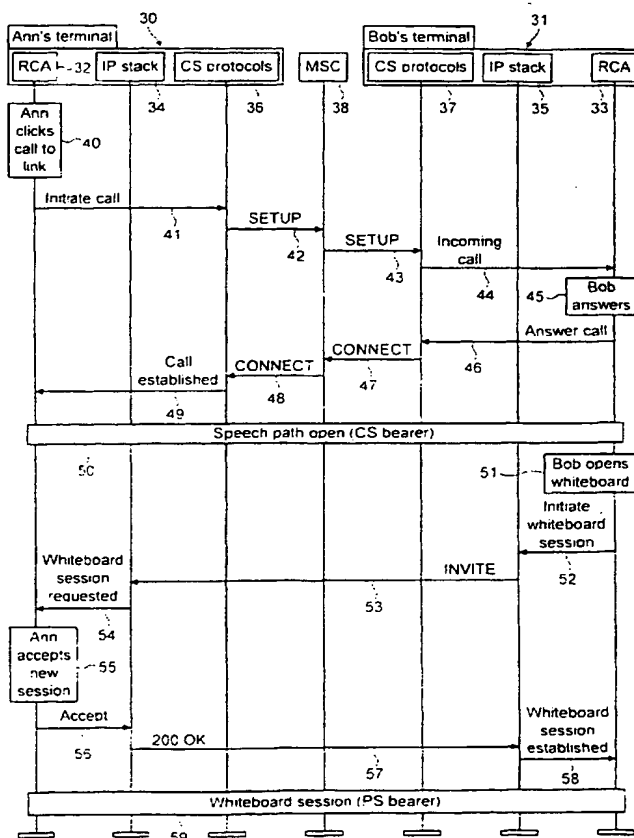 Ann's terminal
30
Bob's terminal
31
RCA
32
IP stack
CS protocols
MSC
CS protocols
IP stack
RCA
34
36
38
37
35
33
Ann
clicks
call to
link
40
Initrate call
41
SETUP
42
SETUP
43
Incoming
call
44
45
Bob
answers
Answer call
46
CONNECT
47
CONNECT
48
Call
established
49
Speech path open (CS bearer)
50
51
Bob opens
whiteboard
Initiate
whiteboard
session
52
INVITE
53
Whiteboard
session
requested
54
Ann
accepts
new
session
55
Accept
56
200 OK
57
Whiteboard
session
established
58
Whiteboard session (PS bearer)
59